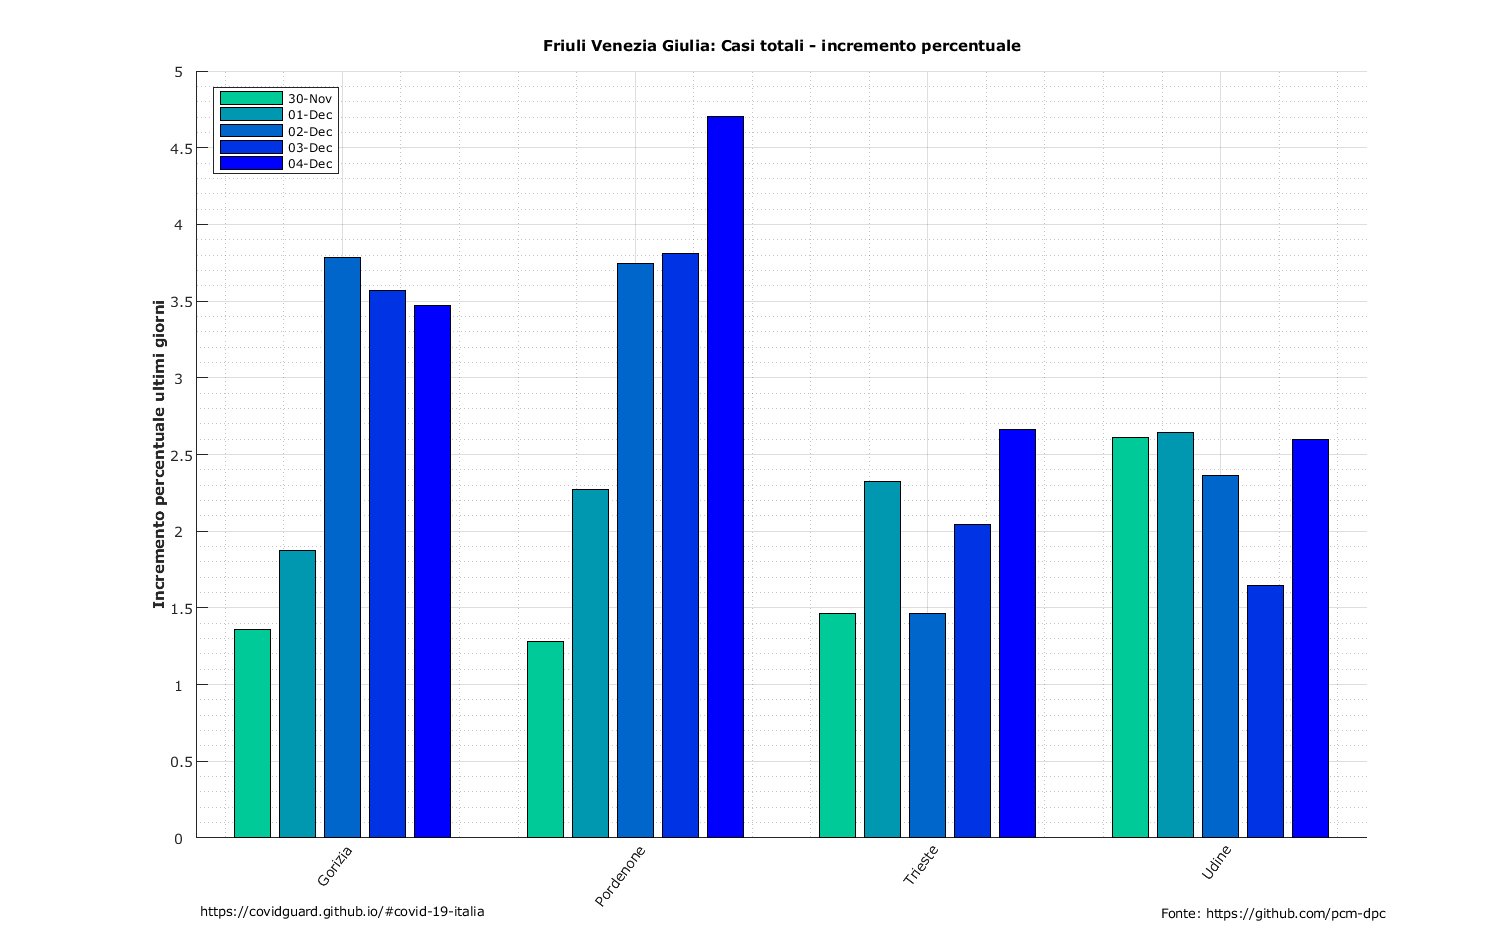 Friuli Venezia Giulia: Casi totali - incremento percentuale
5
4.5
4
3.5
3
2.5
2
1.5
1
0.5
0
Incremento percentuale ultimi giorni
30-Nov
01-Dec
02-Dec
03-Dec
04-Dec
Gorizia
Pordenone
Trieste
Udine
https://covidguard.github.io/#covid-19-italia
Fonte: https://github.com/pcm-dpc